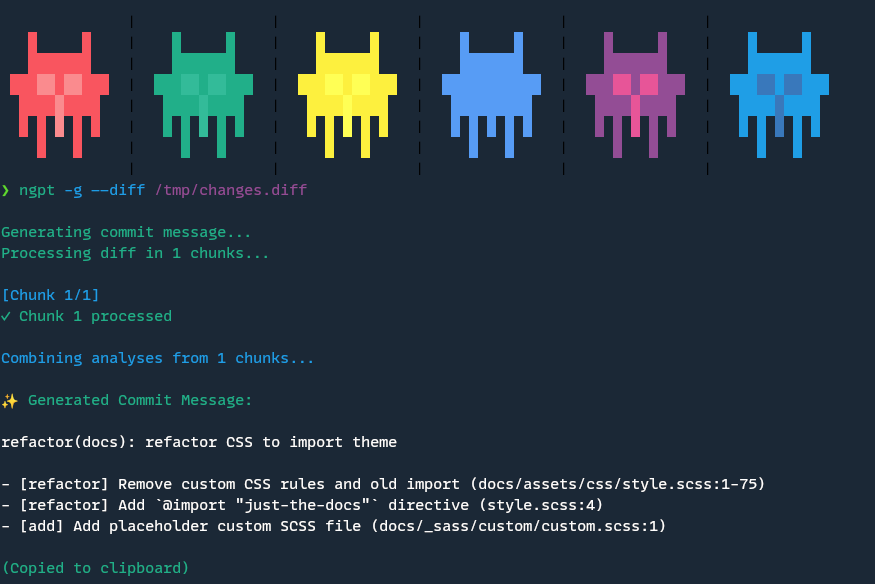 ❯ ngpt -g --diff /tmp/changes.diff
Generating commit message...
Processing diff in 1 chunks...
[Chunk 1/1]
✓ Chunk 1 processed
Combining analyses from 1 chunks...
✨ Generated Commit Message:
refactor(docs): refactor CSS to import theme
- [refactor] Remove custom CSS rules and old import (docs/assets/css/style.scss:1-75)
- [refactor] Add `@import "just-the-docs"` directive (style.scss:4)
- [add] Add placeholder custom SCSS file (docs/_sass/custom/custom.scss:1)
(Copied to clipboard)